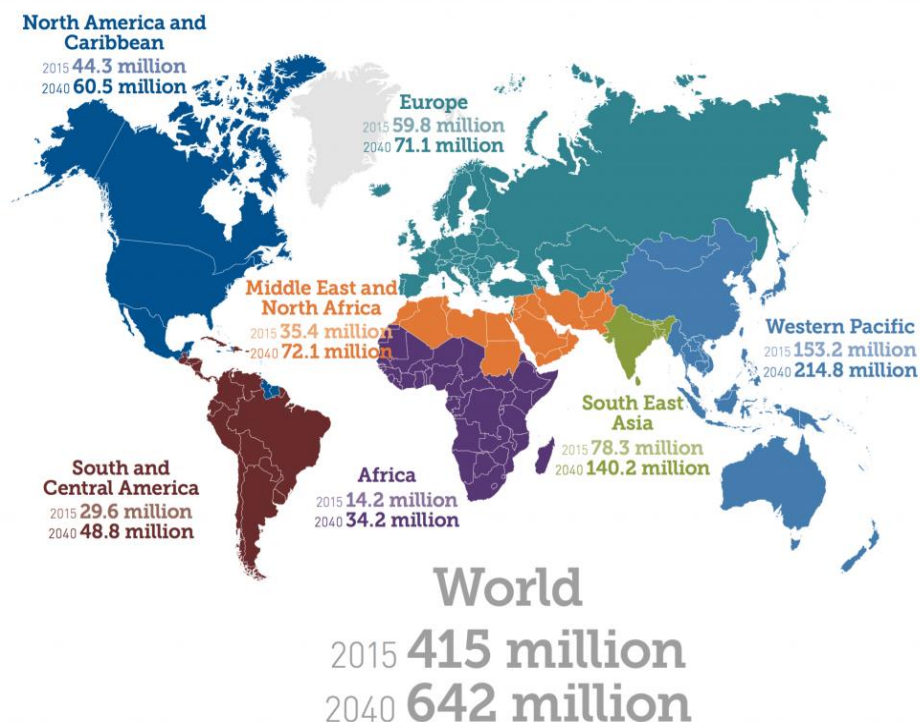 North America and
Caribbean
2015 44.3 million
2040 60.5 million
Europe
2015 59.8 million
2040 71.1 million
Middle East and
North Africa
2015 35.4 million
2040 72.1 million
Western Pacific
2015 153.2 million
2040 214.8 million
South East
Asia
2015 78.3 million
2040 140.2 million
South and
Central America
2015 29.6 million
2040 48.8 million
Africa
2015 14.2 million
2040 34.2 million
World
2015 415 million
2040 642 million